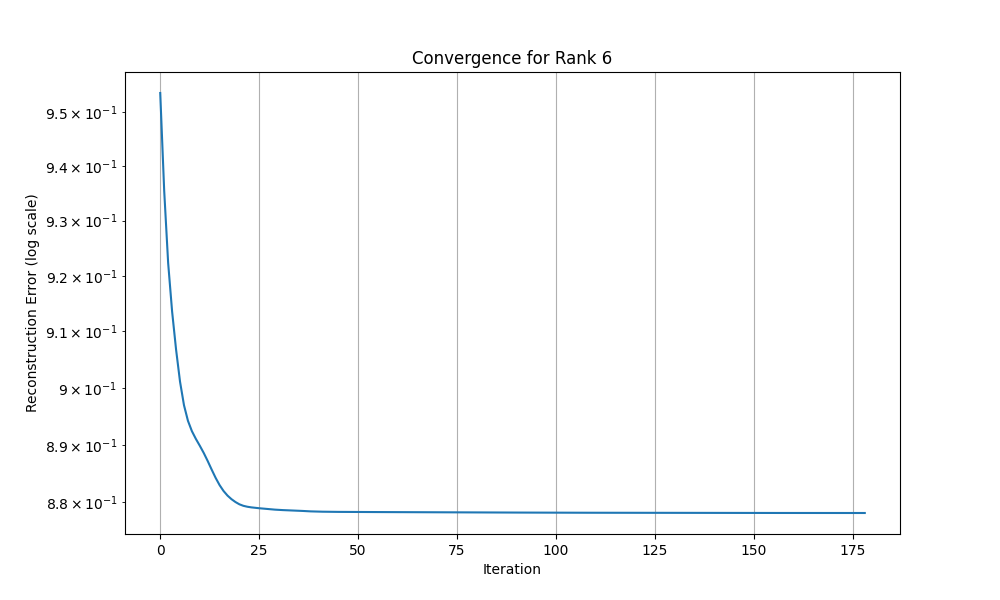 Convergence for Rank 6
Reconstruction Error (log scale)
9.5 × 10⁻¹
9.4 × 10⁻¹
9.3 × 10⁻¹
9.2 × 10⁻¹
9.1 × 10⁻¹
9 × 10⁻¹
8.9 × 10⁻¹
8.8 × 10⁻¹
0 25 50 75 100 125 150 175
Iteration